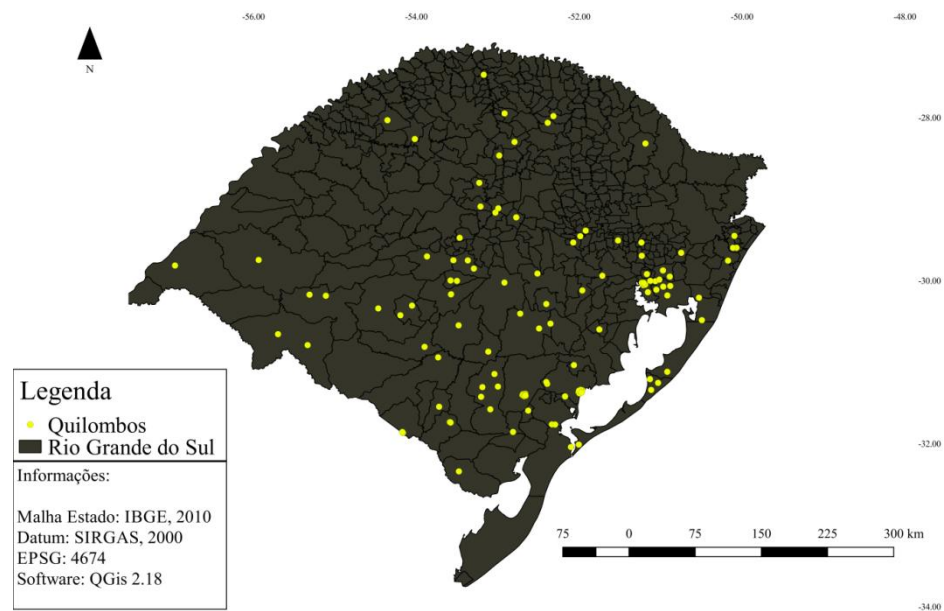 -56.00 -54.00 -52.00 -50.00 -48.00
N
-28.00
-30.00
Legenda
Quilombos
Rio Grande do Sul
-32.00
Informações:
Malha Estado: IBGE, 2010
Datum: SIRGAS, 2000
EPSG: 4674
Software: QGis 2.18
75 0 75 150 225 300 km
-34.00